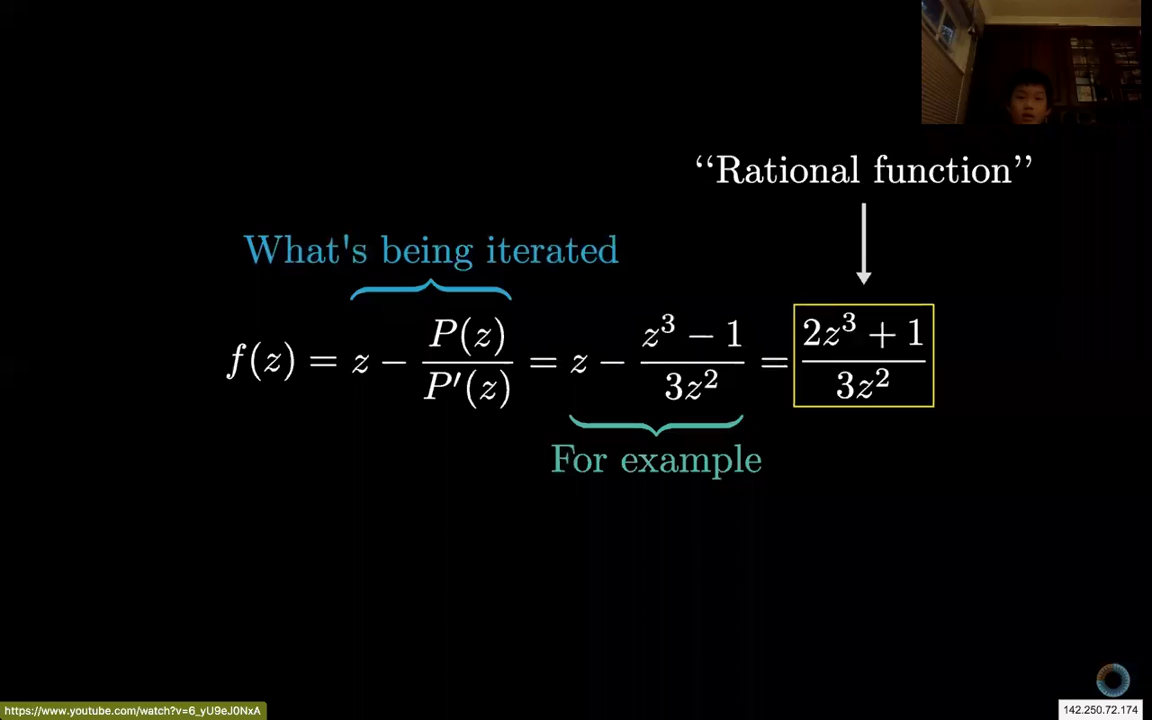 “Rational function”
What's being iterated
f(z) = z − P(z)/P′(z) = z − (z³ − 1)/(3z²) = (2z³ + 1)/(3z²)
For example
https://www.youtube.com/watch?v=6_yU9eJ0NxA
142.250.72.174